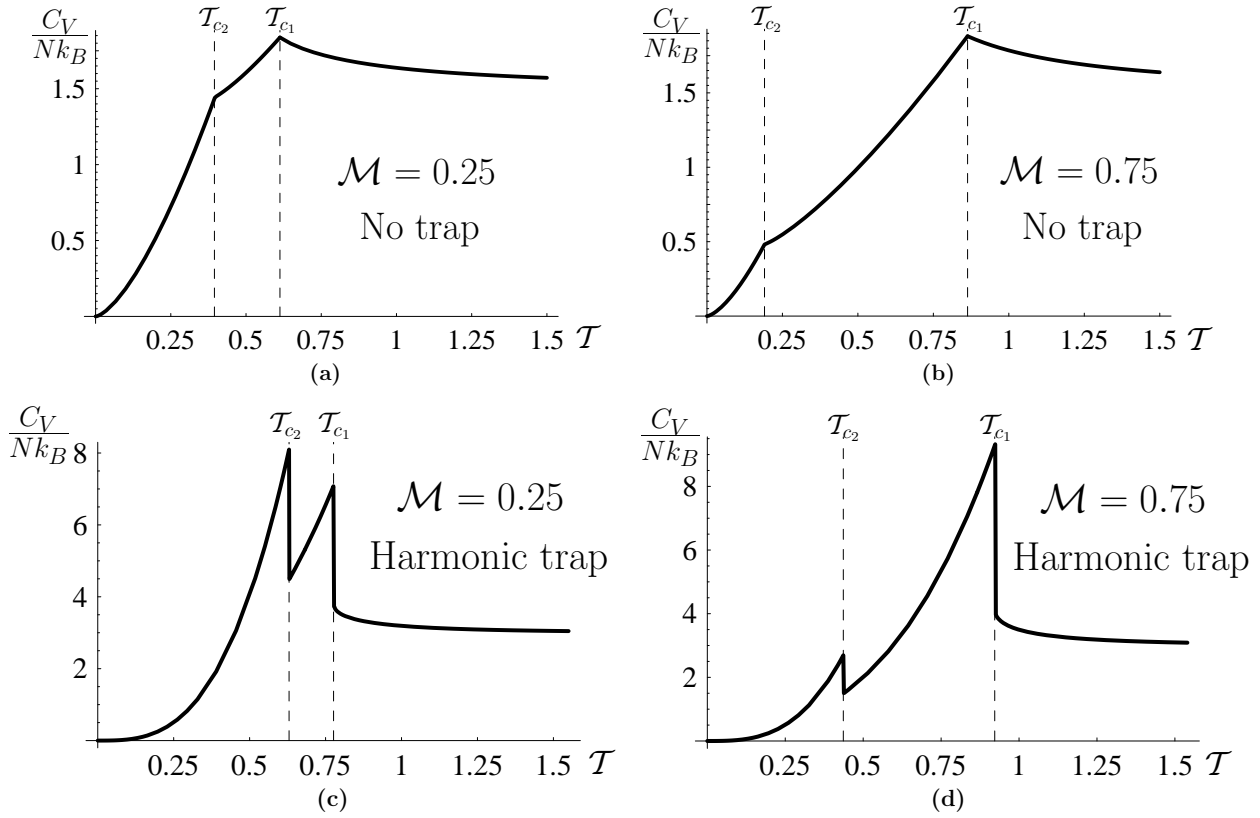 C_V/Nk_B
𝒯_c₂ 𝒯_c₁
1.5
1
0.5
ℳ = 0.25
No trap
0.25 0.5 0.75 1 1.25 1.5 𝒯
(a)
C_V/Nk_B
𝒯_c₂ 𝒯_c₁
1.5
1
0.5
ℳ = 0.75
No trap
0.25 0.5 0.75 1 1.25 1.5 𝒯
(b)
C_V/Nk_B
𝒯_c₂ 𝒯_c₁
8
6
4
2
ℳ = 0.25
Harmonic trap
0.25 0.5 0.75 1 1.25 1.5 𝒯
(c)
C_V/Nk_B
𝒯_c₂ 𝒯_c₁
8
6
4
2
ℳ = 0.75
Harmonic trap
0.25 0.5 0.75 1 1.25 1.5 𝒯
(d)